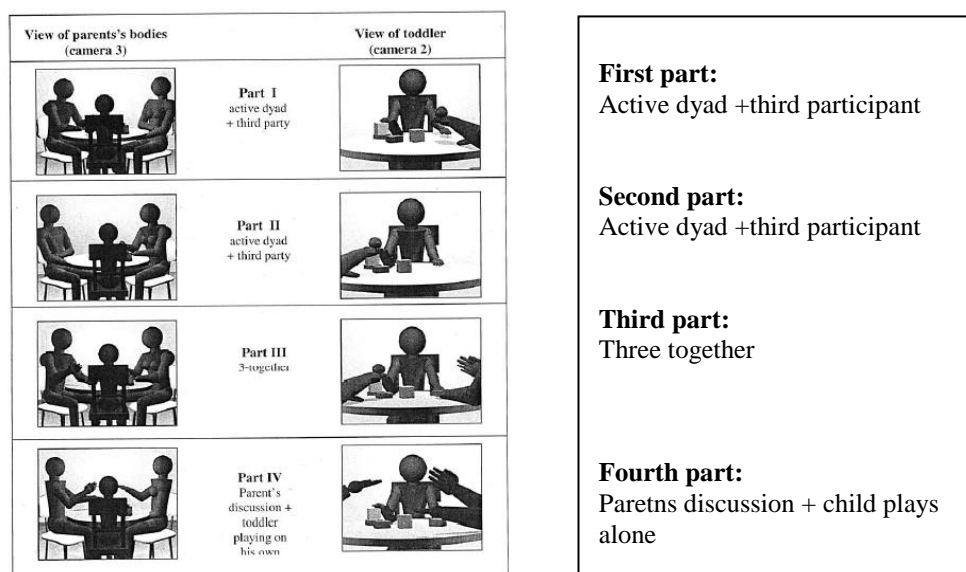 View of parents's bodies
(camera 3)
View of toddler
(camera 2)
Part I
active dyad
+ third party
Part II
active dyad
+ third party
Part III
3-together
Part IV
Parent's
discussion +
toddler
playing on
his own
First part:
Active dyad +third participant
Second part:
Active dyad +third participant
Third part:
Three together
Fourth part:
Paretns discussion + child plays
alone